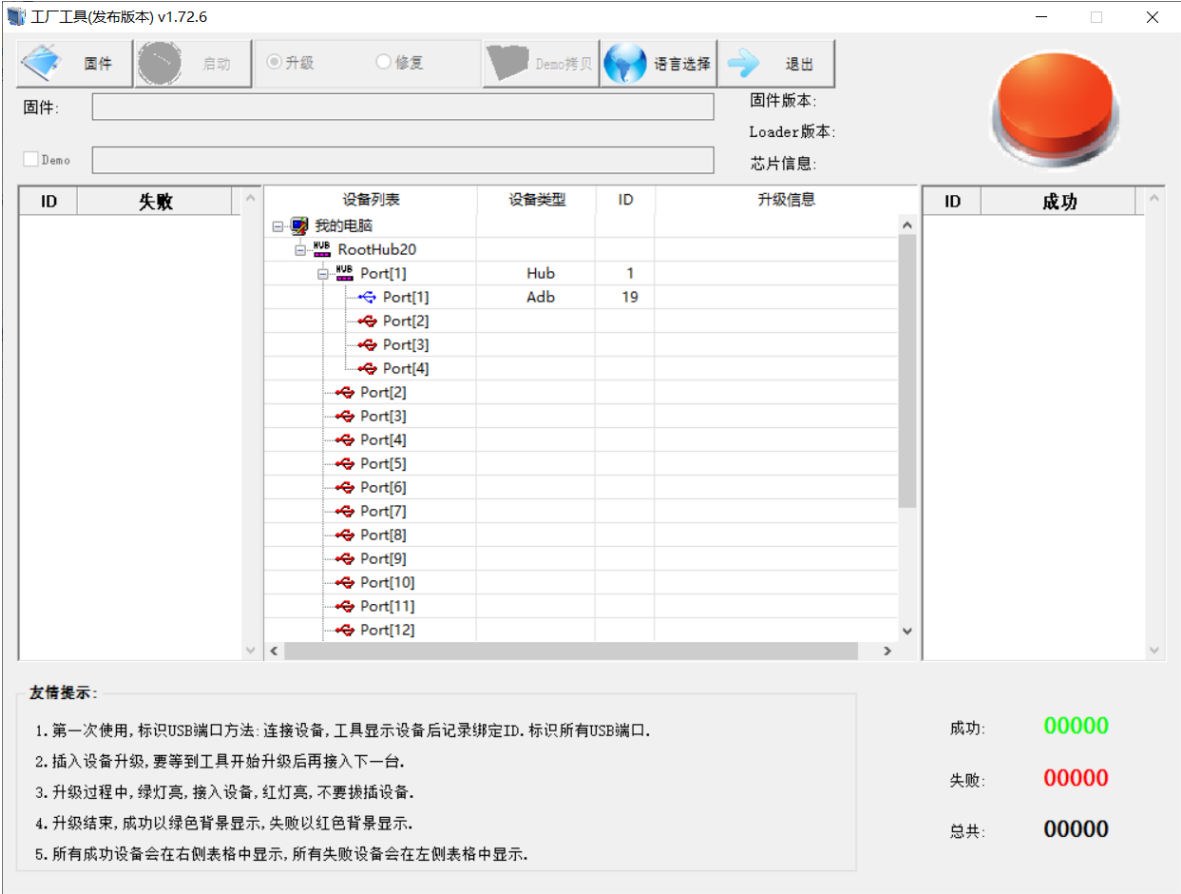 工厂工具(发布版本) v1.72.6
固件 启动 升级 修复 Demo拷贝 语言选择 退出
固件:
固件版本:
Loader版本:
Demo
芯片信息:
ID 失败
设备列表 设备类型 ID 升级信息
ID 成功
我的电脑
HUB RootHub20
HUB Port[1] Hub 1
Port[1] Adb 19
Port[2]
Port[3]
Port[4]
Port[2]
Port[3]
Port[4]
Port[5]
Port[6]
Port[7]
Port[8]
Port[9]
Port[10]
Port[11]
Port[12]
友情提示:
1.第一次使用,标识USB端口方法:连接设备,工具显示设备后记录绑定ID.标识所有USB端口.
2.插入设备升级,要等到工具开始升级后再接入下一台.
3.升级过程中,绿灯亮,接入设备,红灯亮,不要拔插设备.
4.升级结束,成功以绿色背景显示,失败以红色背景显示.
5.所有成功设备会在右侧表格中显示,所有失败设备会在左侧表格中显示.
成功: 00000
失败: 00000
总共: 00000